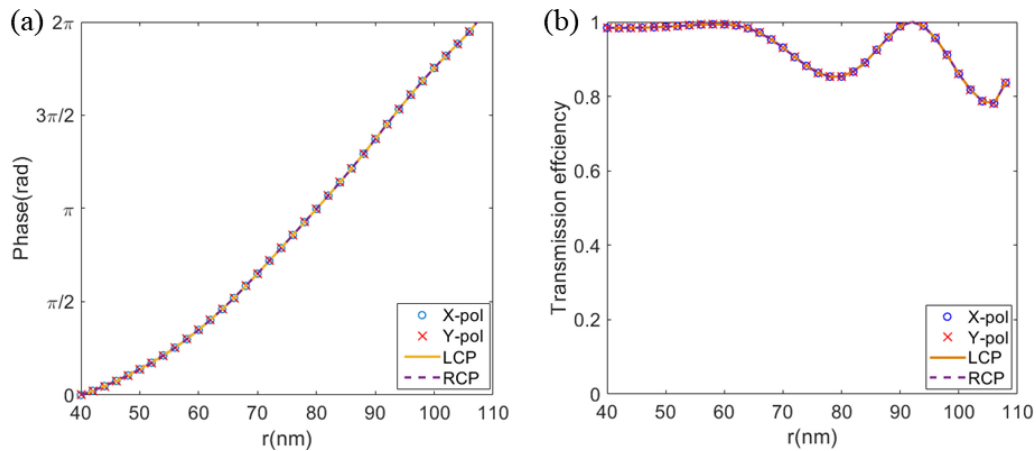 (a)
2π
3π/2
π
π/2
0
Phase(rad)
40 50 60 70 80 90 100 110
r(nm)
X-pol
Y-pol
LCP
RCP
(b)
1
0.8
0.6
0.4
0.2
0
Transmission effciency
40 50 60 70 80 90 100 110
r(nm)
X-pol
Y-pol
LCP
RCP